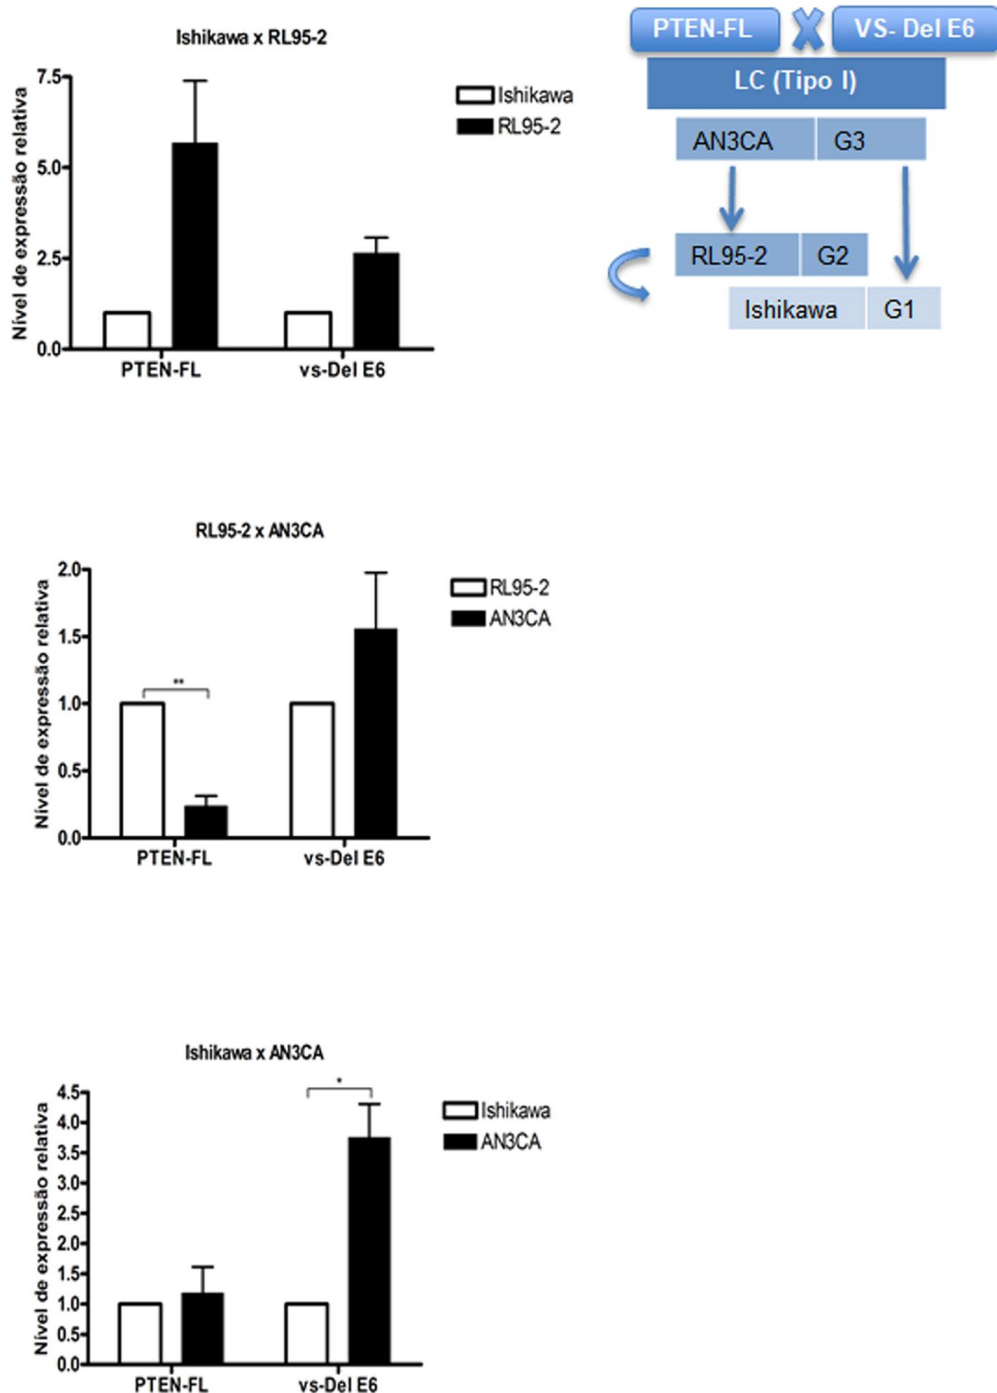 Ishikawa x RL95-2
Nível de expressão relativa
7.5
5.0
2.5
0.0
PTEN-FL
vs-Del E6
Ishikawa
RL95-2
PTEN-FL
VS- Del E6
LC (Tipo I)
AN3CA
G3
RL95-2
G2
Ishikawa
G1
RL95-2 x AN3CA
Nível de expressão relativa
2.0
1.5
1.0
0.5
0.0
**
PTEN-FL
vs-Del E6
RL95-2
AN3CA
Ishikawa x AN3CA
Nível de expressão relativa
4.5
4.0
3.5
3.0
2.5
2.0
1.5
1.0
0.5
0.0
*
PTEN-FL
vs-Del E6
Ishikawa
AN3CA